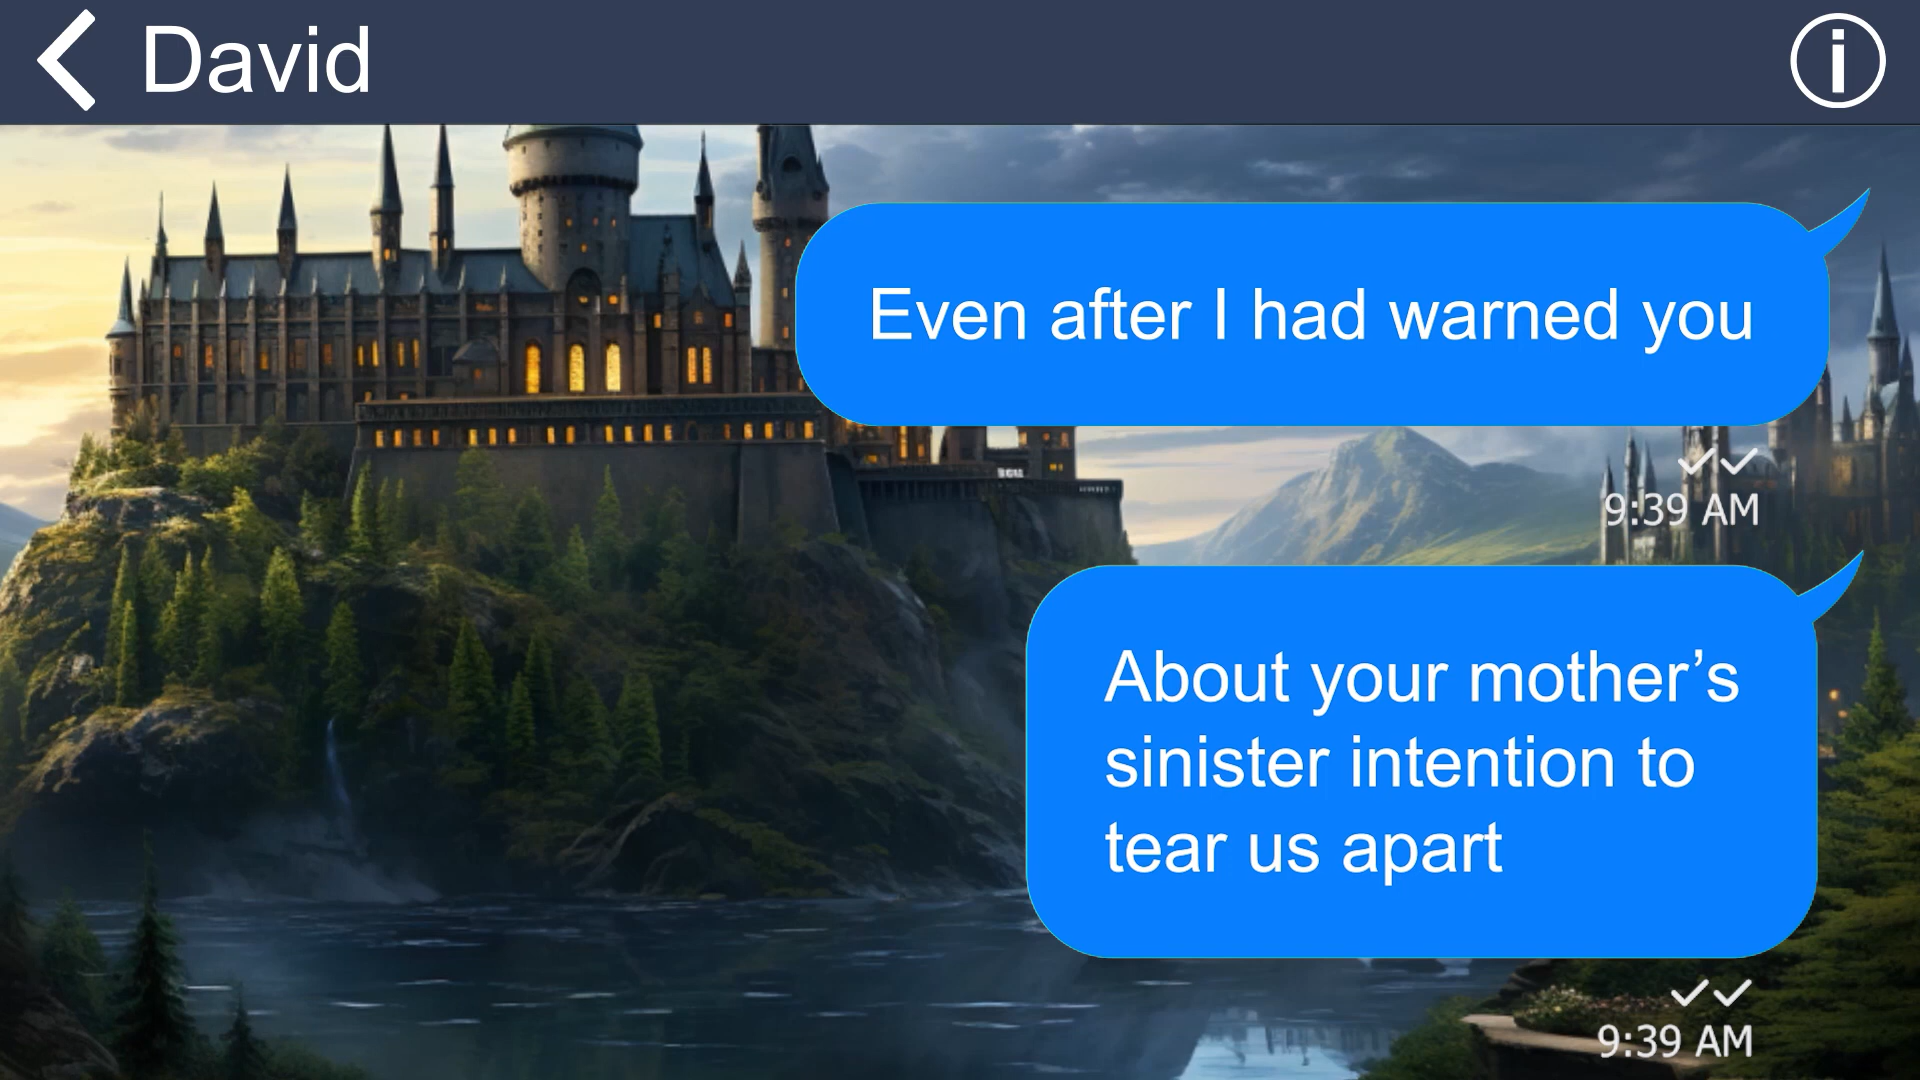 David
Even after I had warned you
9:39 AM
About your mother’s
sinister intention to
tear us apart
9:39 AM